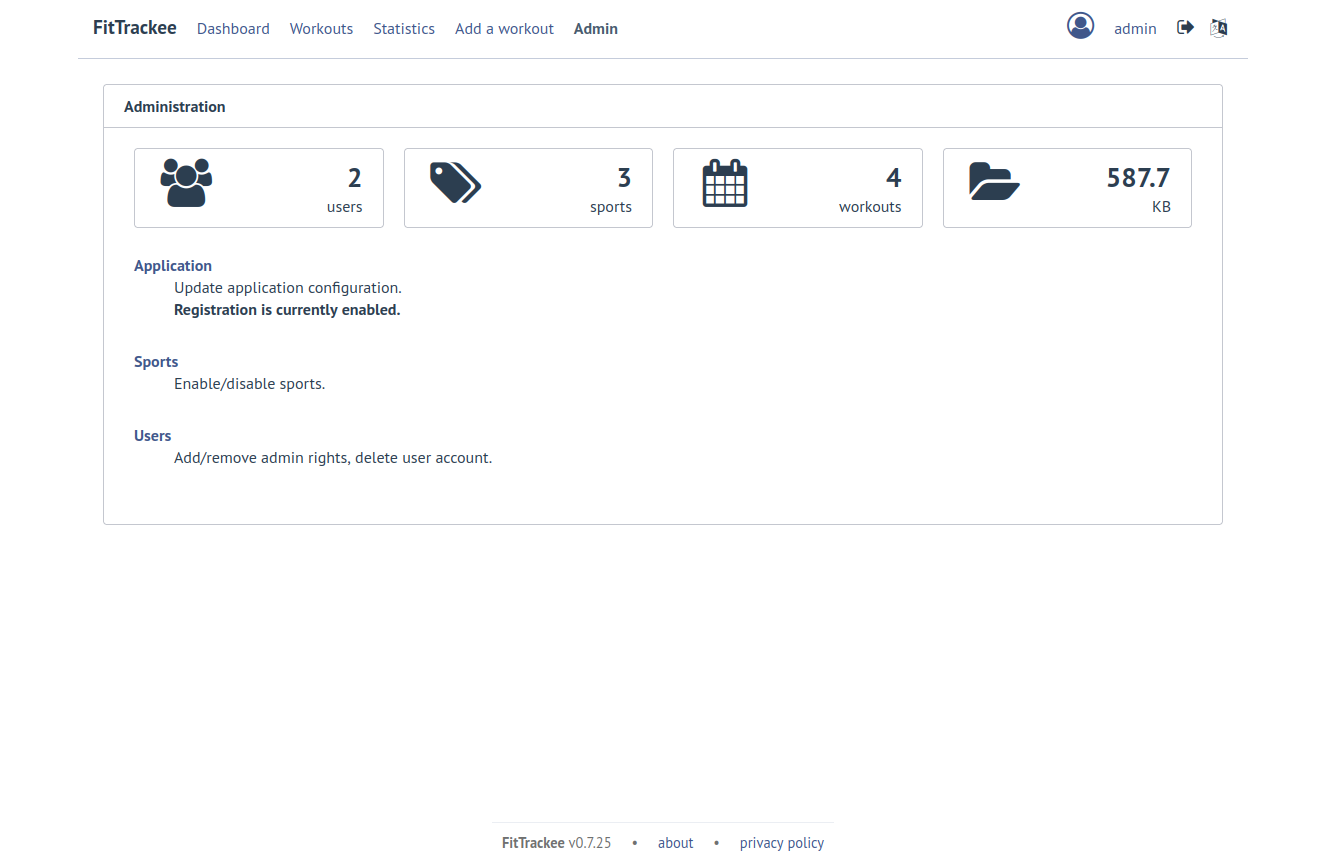 FitTrackee Dashboard Workouts Statistics Add a workout Admin admin
Administration
2
users
3
sports
4
workouts
587.7
KB
Application
Update application configuration.
Registration is currently enabled.
Sports
Enable/disable sports.
Users
Add/remove admin rights, delete user account.
FitTrackee v0.7.25 • about • privacy policy